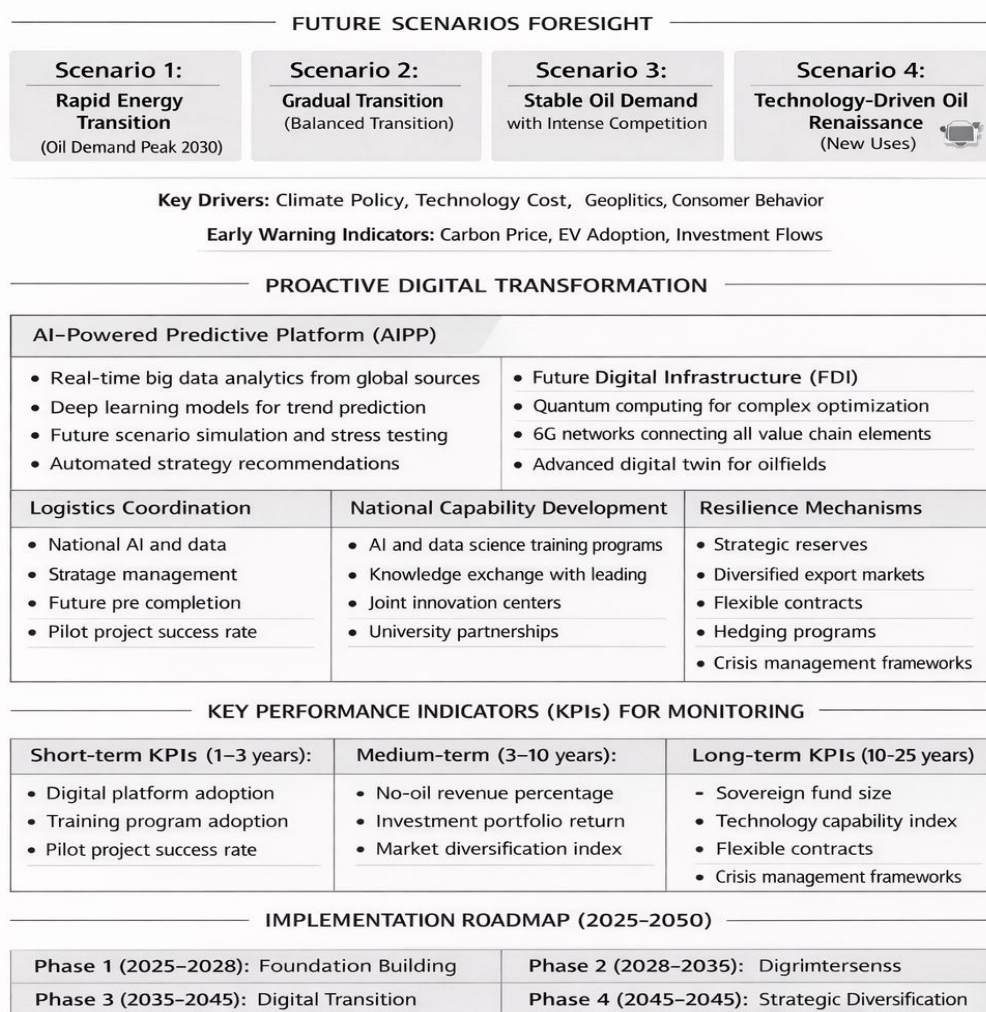 FUTURE SCENARIOS FORESIGHT
Scenario 1:
Rapid Energy
Transition
(Oil Demand Peak 2030)
Scenario 2:
Gradual Transition
(Balanced Transition)
Scenario 3:
Stable Oil Demand
with Intense Competition
Scenario 4:
Technology-Driven Oil
Renaissance
(New Uses)
Key Drivers: Climate Policy, Technology Cost, Geoplitics, Consomer Behavior
Early Warning Indicators: Carbon Price, EV Adoption, Investment Flows
PROACTIVE DIGITAL TRANSFORMATION
AI-Powered Predictive Platform (AIPP)
• Real-time big data analytics from global sources
• Deep learning models for trend prediction
• Future scenario simulation and stress testing
• Automated strategy recommendations
• Future Digital Infrastructure (FDI)
• Quantum computing for complex optimization
• 6G networks connecting all value chain elements
• Advanced digital twin for oilfields
Logistics Coordination
• National AI and data
• Stratage management
• Future pre completion
• Pilot project success rate
National Capability Development
• AI and data science training programs
• Knowledge exchange with leading
• Joint innovation centers
• University partnerships
Resilience Mechanisms
• Strategic reserves
• Diversified export markets
• Flexible contracts
• Hedging programs
• Crisis management frameworks
KEY PERFORMANCE INDICATORS (KPIs) FOR MONITORING
Short-term KPIs (1–3 years):
• Digital platform adoption
• Training program adoption
• Pilot project success rate
Medium-term (3–10 years):
• No-oil revenue percentage
• Investment portfolio return
• Market diversification index
Long-term KPIs (10-25 years)
- Sovereign fund size
• Technology capability index
• Flexible contracts
• Crisis management frameworks
IMPLEMENTATION ROADMAP (2025–2050)
Phase 1 (2025–2028): Foundation Building
Phase 2 (2028–2035): Digrimtersenss
Phase 3 (2035–2045): Digital Transition
Phase 4 (2045–2045): Strategic Diversification